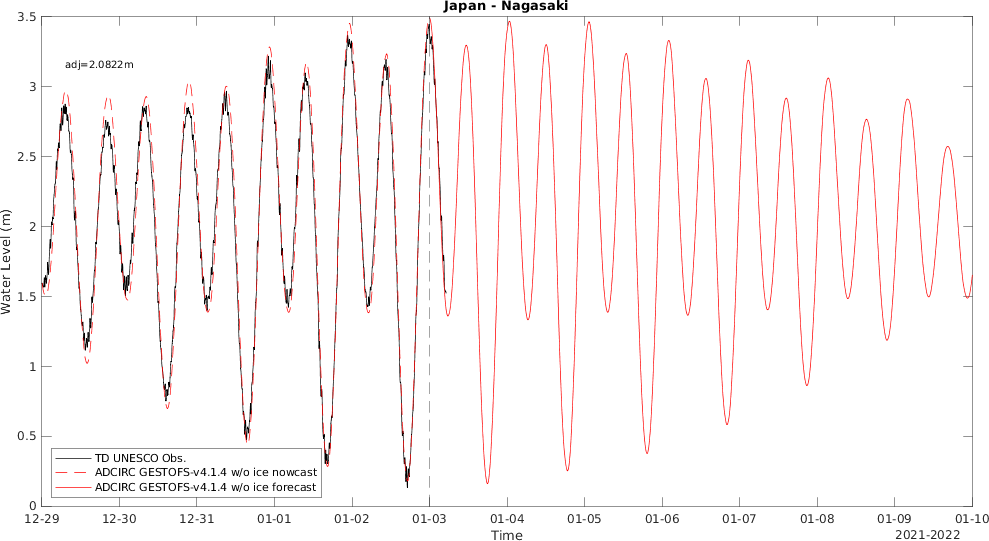 Japan - Nagasaki
adj=2.0822m
3.5
3
2.5
2
1.5
1
0.5
0
Water Level (m)
TD UNESCO Obs.
ADCIRC GESTOFS-v4.1.4 w/o ice nowcast
ADCIRC GESTOFS-v4.1.4 w/o ice forecast
12-29 12-30 12-31 01-01 01-02 01-03 01-04 01-05 01-06 01-07 01-08 01-09 01-10
Time
2021-2022